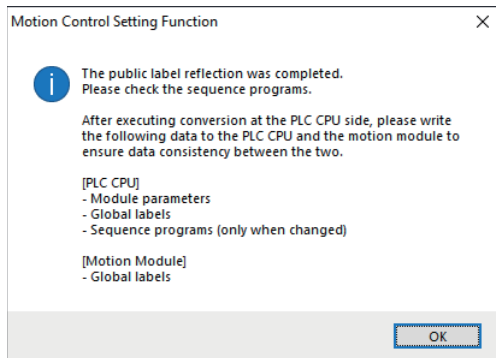 Motion Control Setting Function
The public label reflection was completed.
Please check the sequence programs.
After executing conversion at the PLC CPU side, please write
the following data to the PLC CPU and the motion module to
ensure data consistency between the two.
[PLC CPU]
- Module parameters
- Global labels
- Sequence programs (only when changed)
[Motion Module]
- Global labels
OK